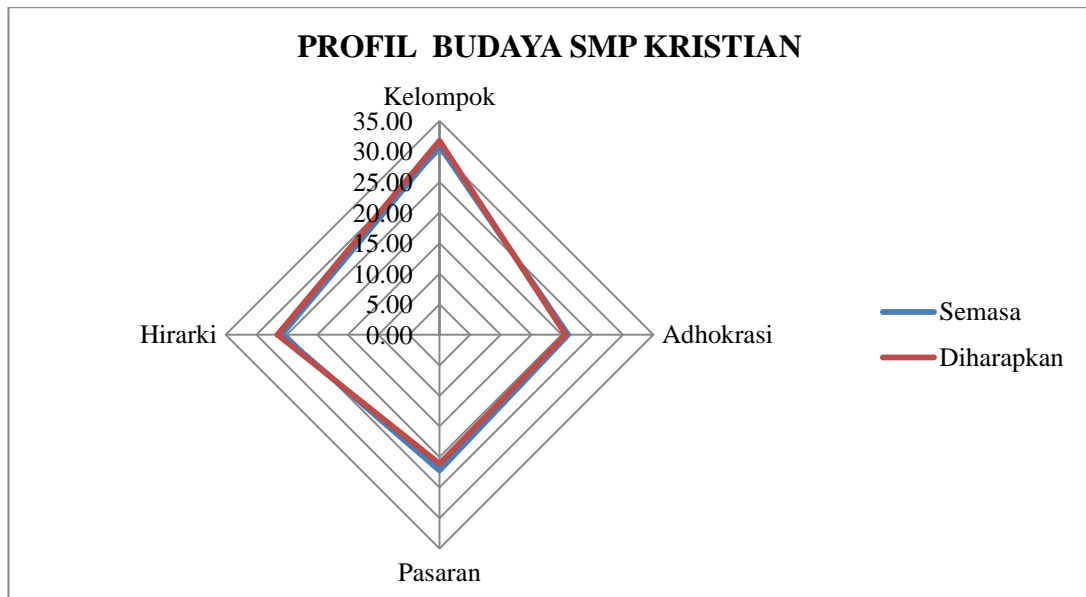 PROFIL BUDAYA SMP KRISTIAN
Kelompok
35.00
30.00
25.00
20.00
15.00
10.00
5.00
0.00
Hirarki
Adhokrasi
Pasaran
Semasa
Diharapkan